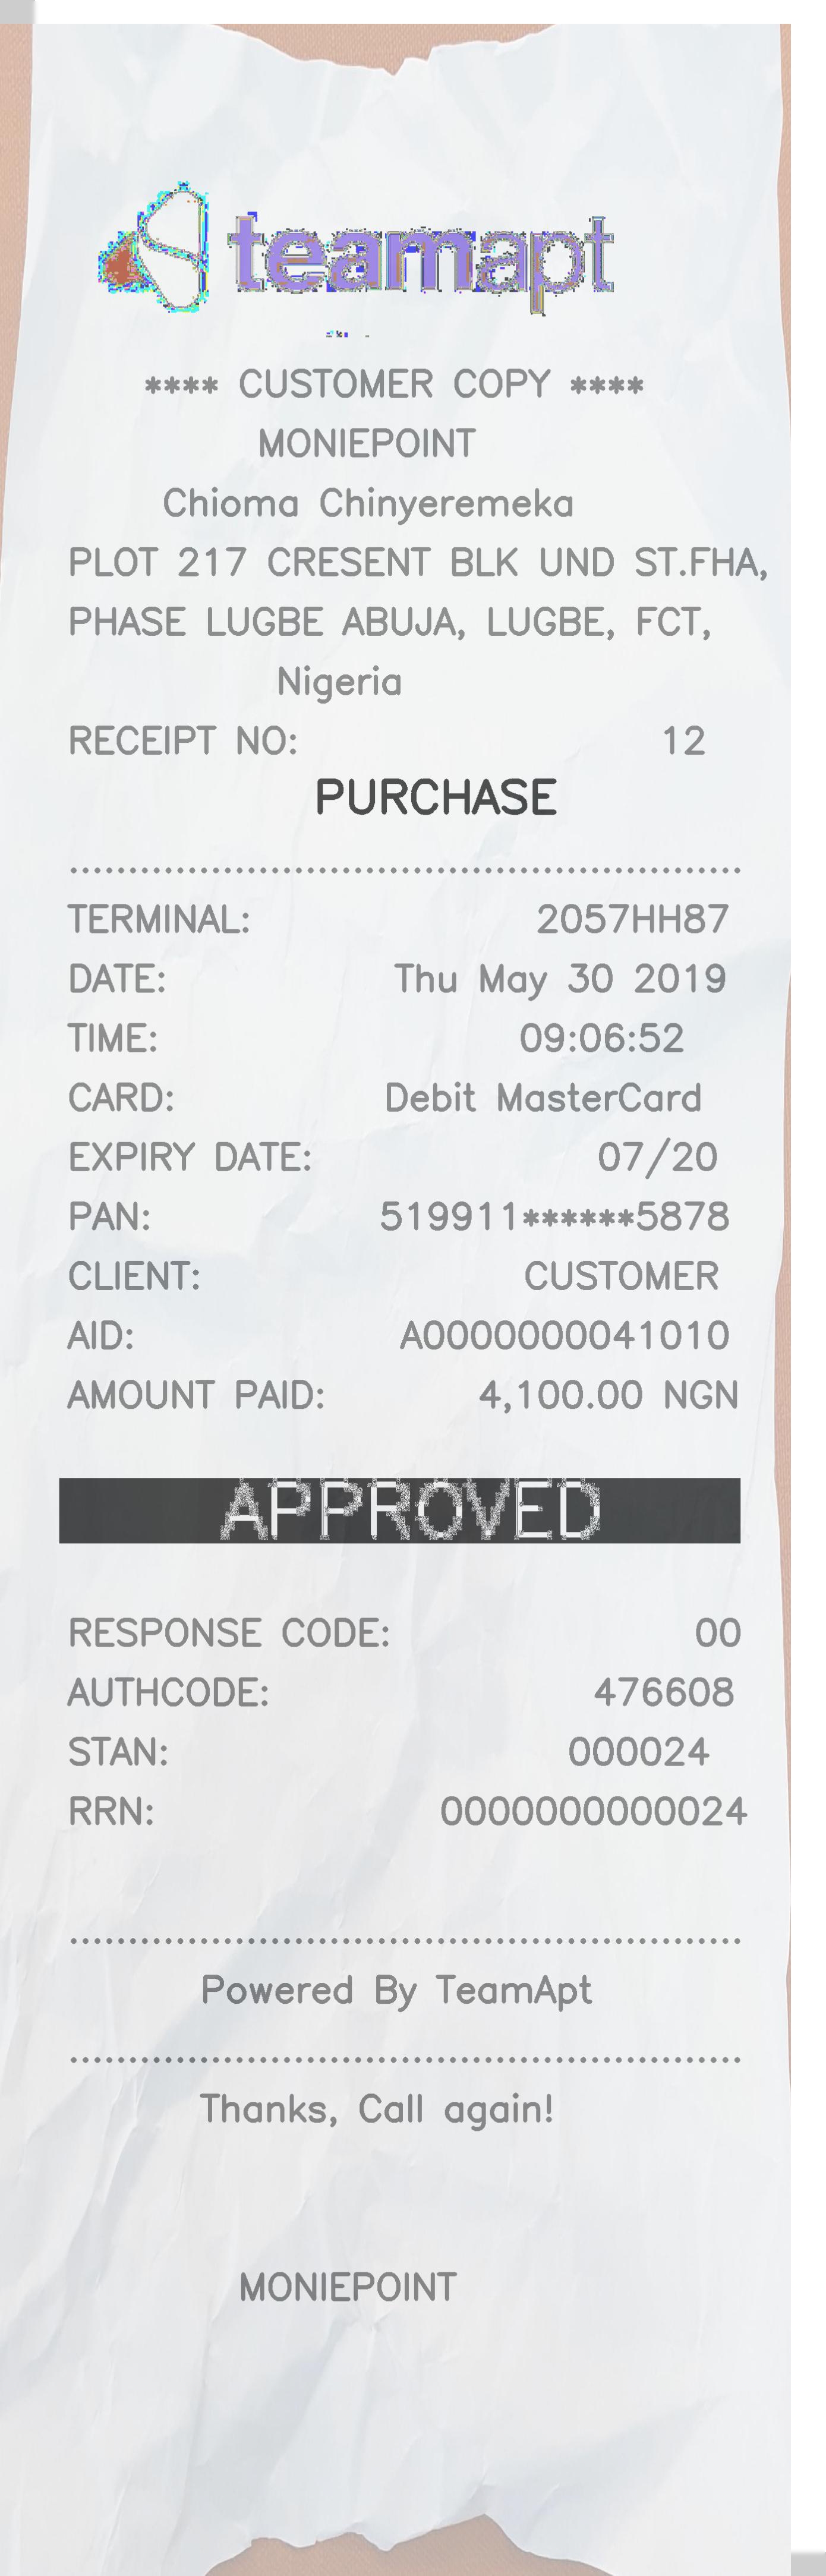 teamapt
**** CUSTOMER COPY ****
MONIEPOINT
Chioma Chinyeremeka
PLOT 217 CRESENT BLK UND ST.FHA,
PHASE LUGBE ABUJA, LUGBE, FCT,
Nigeria
RECEIPT NO: 12
PURCHASE
TERMINAL: 2057HH87
DATE: Thu May 30 2019
TIME: 09:06:52
CARD: Debit MasterCard
EXPIRY DATE: 07/20
PAN: 519911******5878
CLIENT: CUSTOMER
AID: A0000000041010
AMOUNT PAID: 4,100.00 NGN
APPROVED
RESPONSE CODE: 00
AUTHCODE: 476608
STAN: 000024
RRN: 0000000000024
Powered By TeamApt
Thanks, Call again!
MONIEPOINT